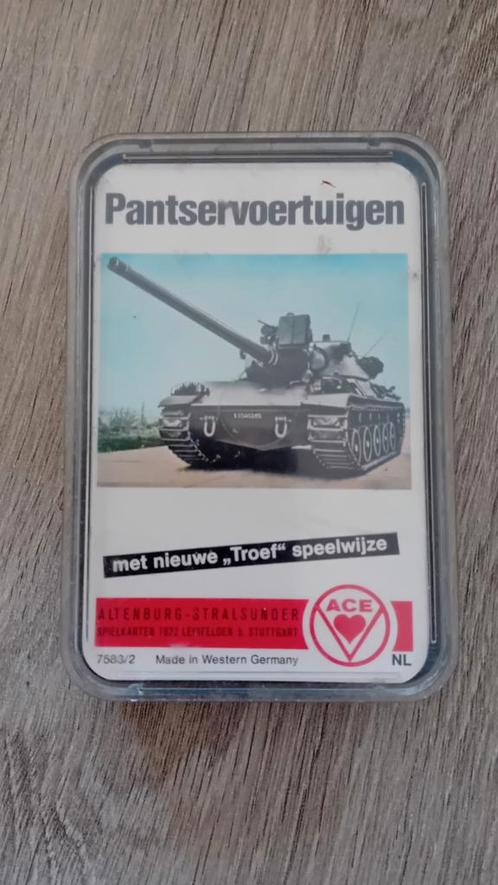 Pantservoertuigen
met nieuwe „Troef“ speelwijze
ALTENBURG-STRALSUNDER
SPIELKARTEN 7022 LEINFELDEN b. STUTTGART
ACE
7583/2 Made in Western Germany
NL